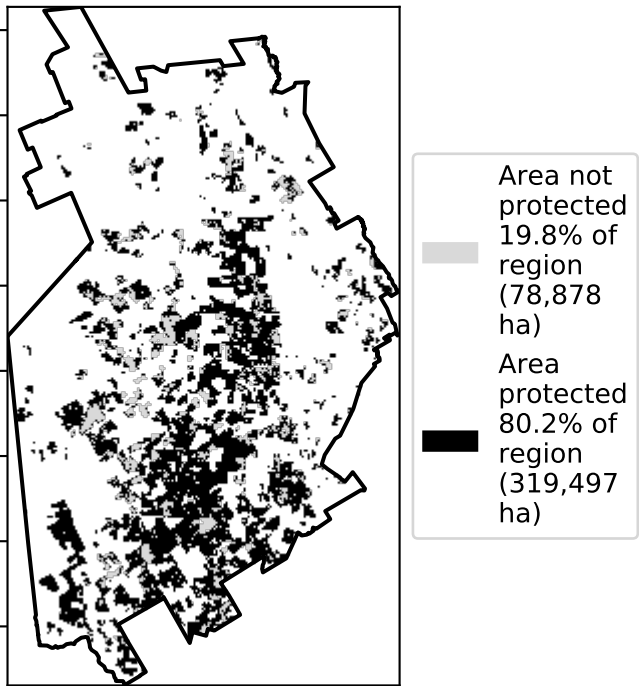 Area not
protected
19.8% of
region
(78,878
ha)
Area
protected
80.2% of
region
(319,497
ha)